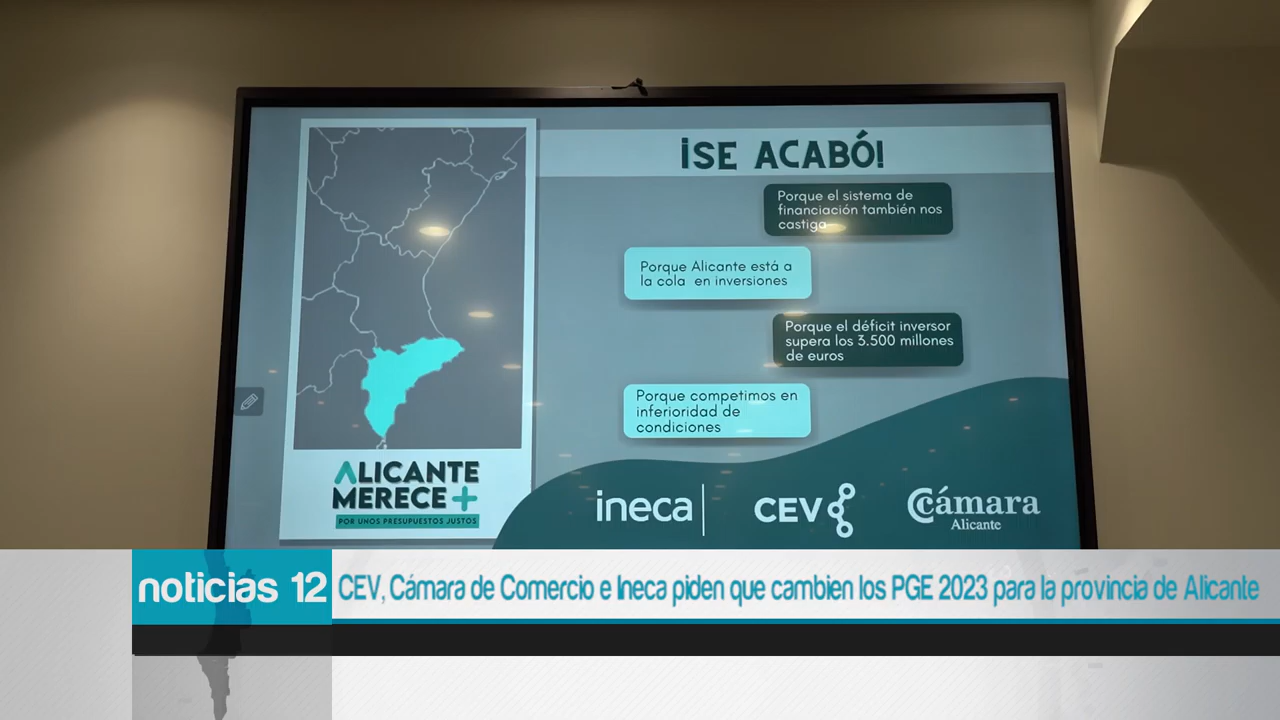 ¡SE ACABÓ!
Porque el sistema de
financiación también nos
castiga
Porque Alicante está a
la cola en inversiones
Porque el déficit inversor
supera los 3.500 millones
de euros
Porque competimos en
inferioridad de
condiciones
ALICANTE
MERECE +
POR UNOS PRESUPUESTOS JUSTOS
ineca
CEV
Cámara
Alicante
noticias 12
CEV, Cámara de Comercio e Ineca piden que cambien los PGE 2023 para la provincia de Alicante